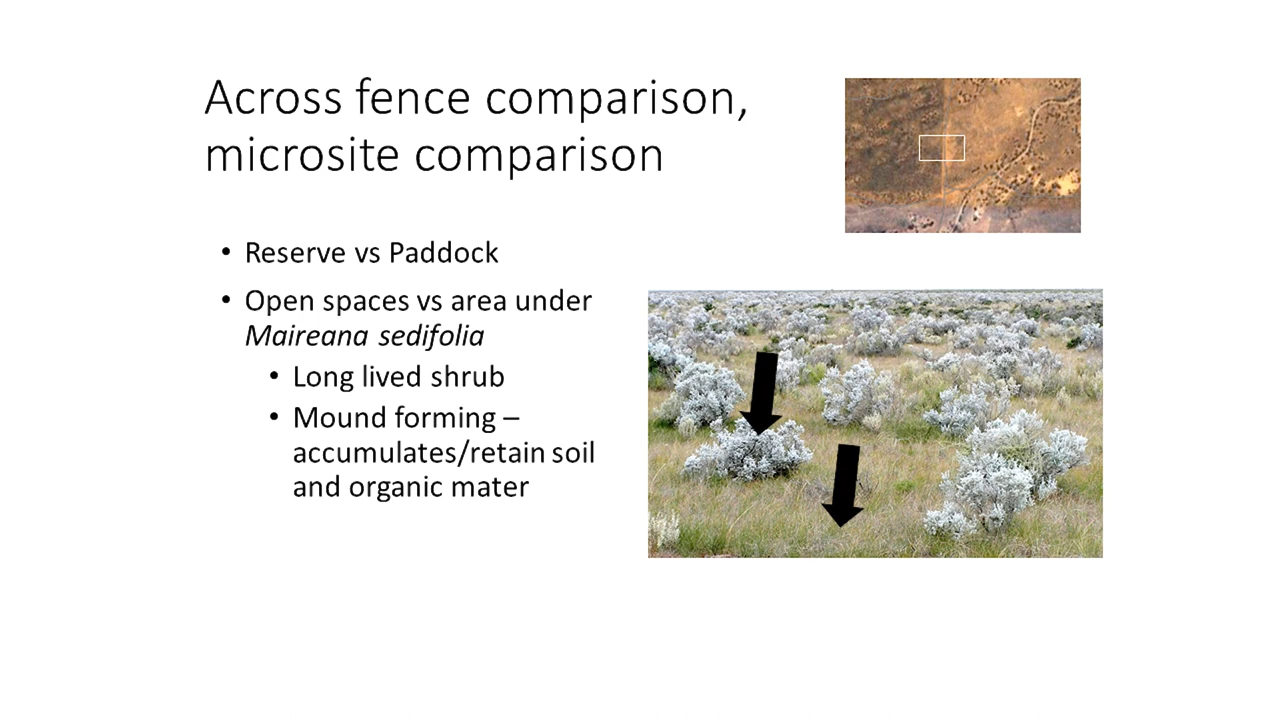 Across fence comparison,
microsite comparison
• Reserve vs Paddock
• Open spaces vs area under
Maireana sedifolia
• Long lived shrub
• Mound forming –
accumulates/retain soil
and organic mater